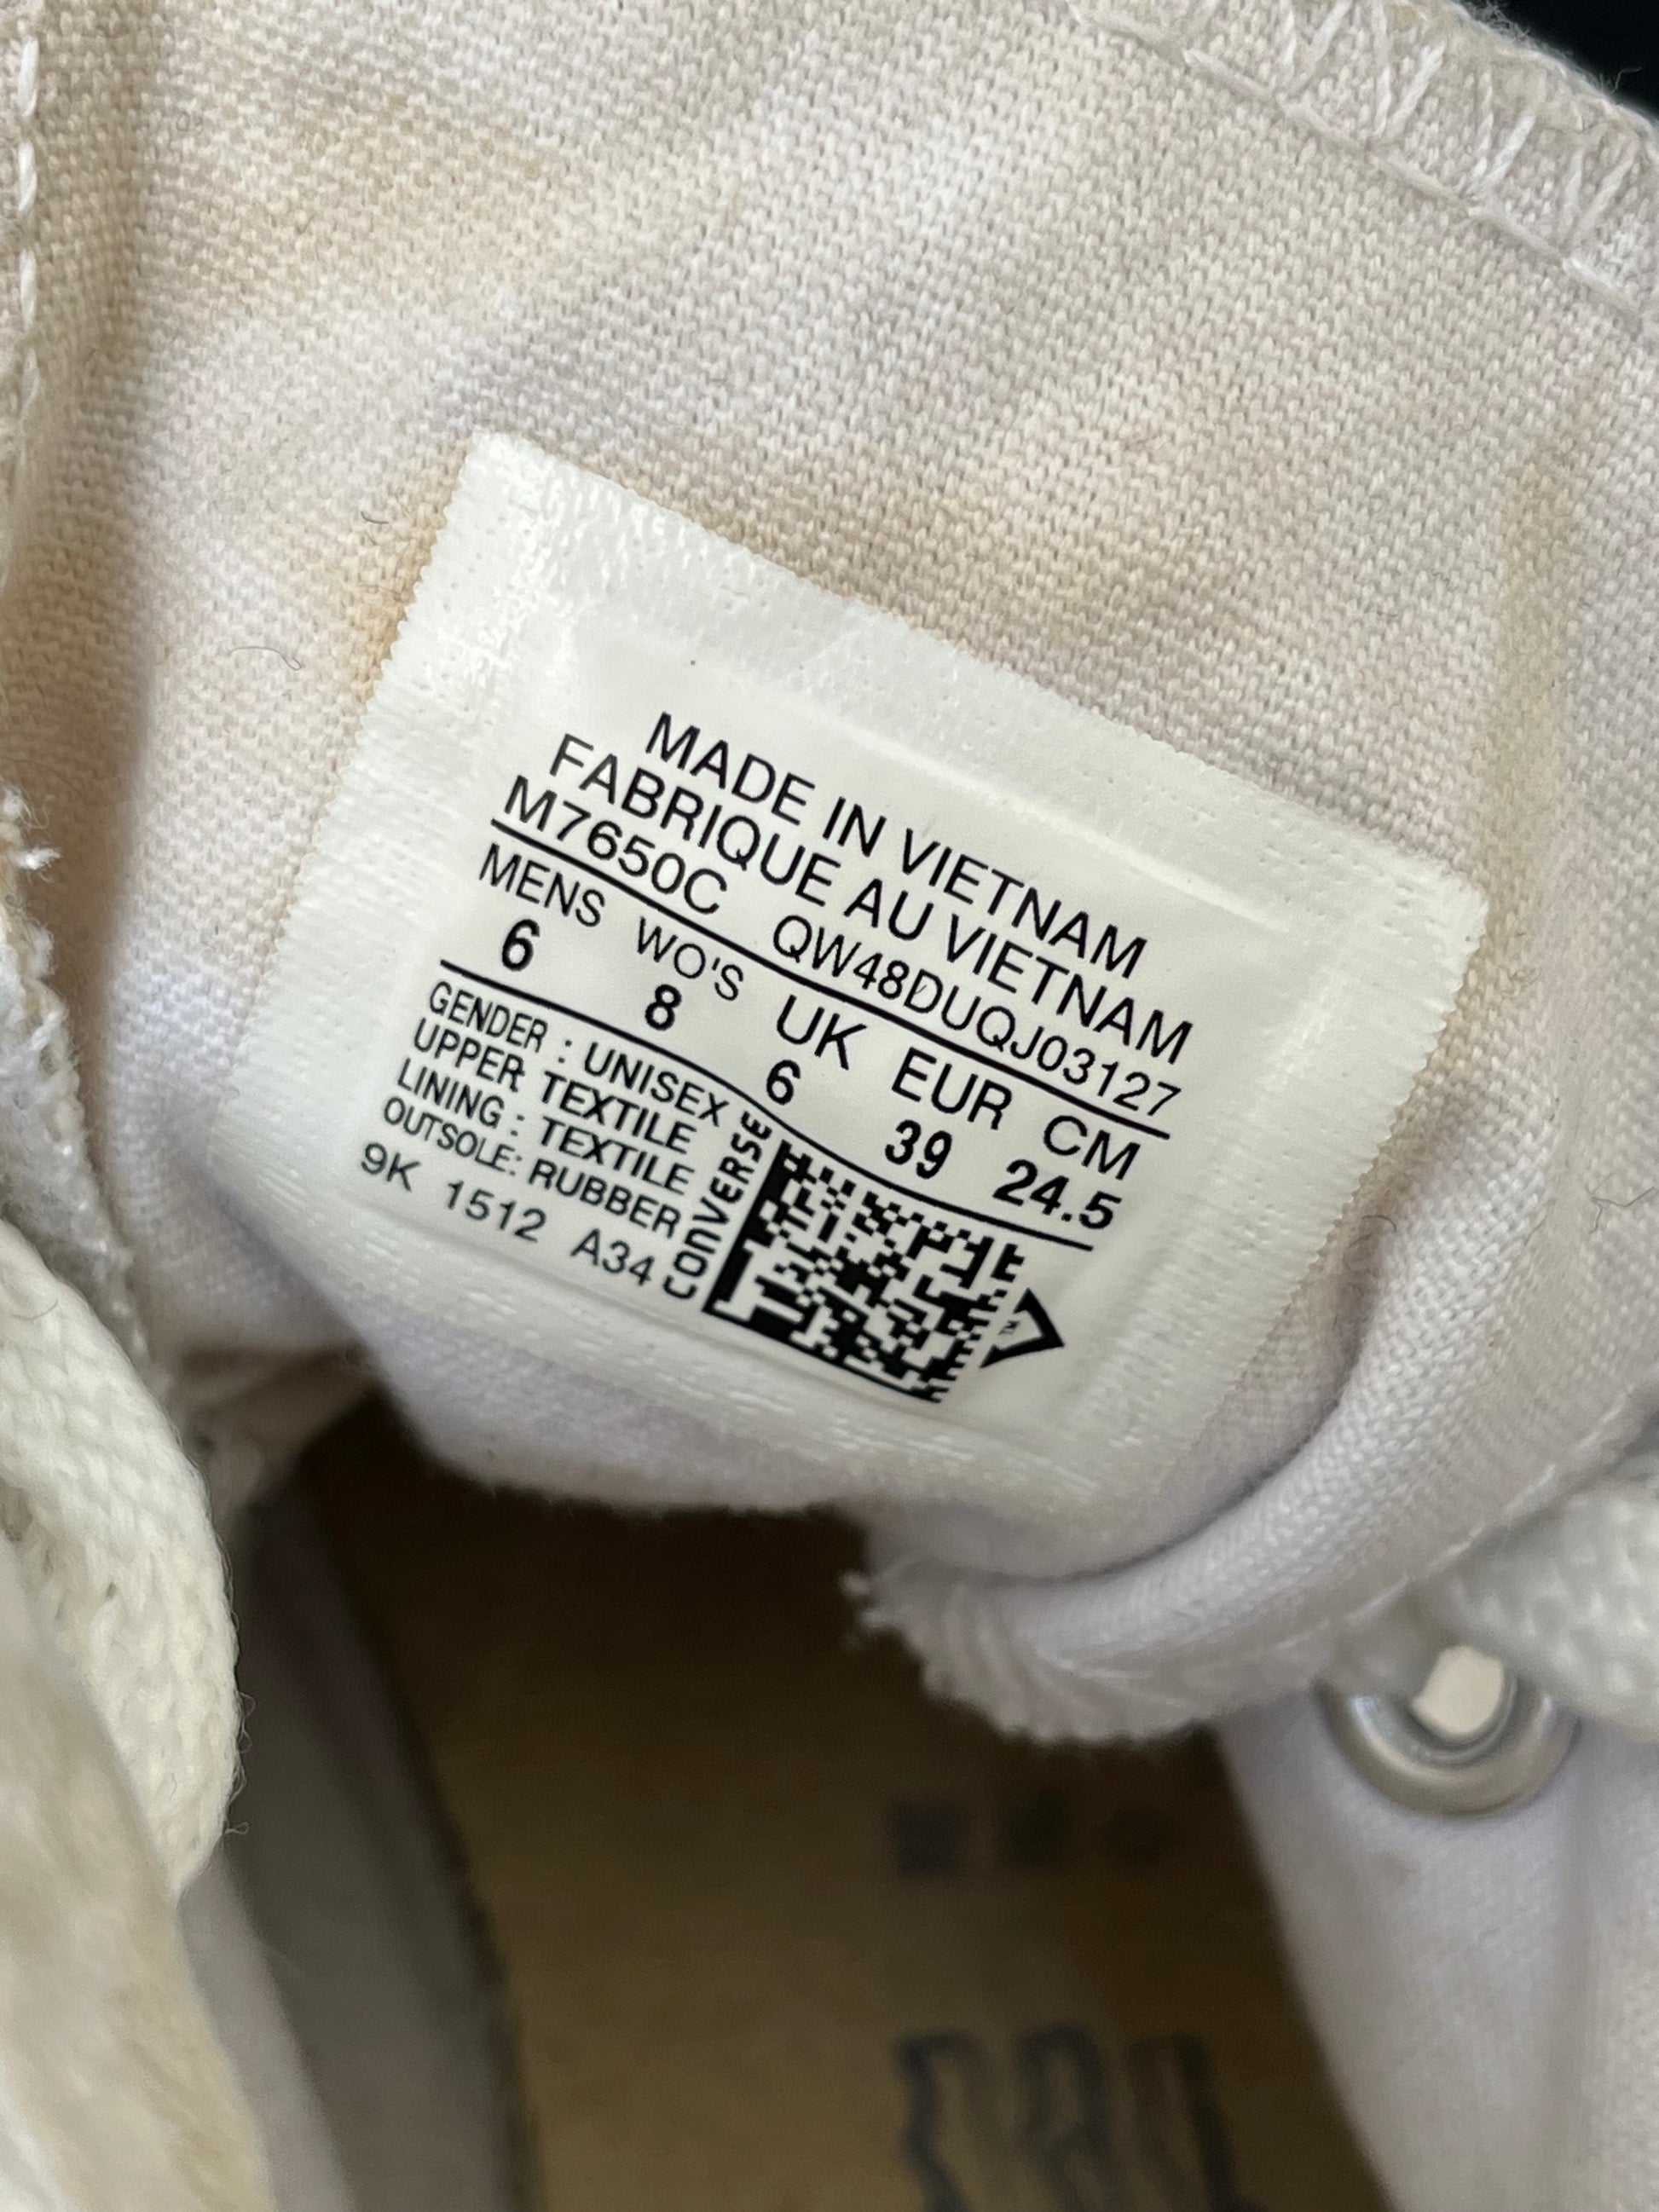 MADE IN VIETNAM
FABRIQUE AU VIETNAM
M7650C QW48DUQJ03127
MENS WO'S UK EUR CM
6 8 6 39 24.5
GENDER : UNISEX
UPPER: TEXTILE
LINING : TEXTILE
OUTSOLE: RUBBER
9K 1512 A34
CONVERSE